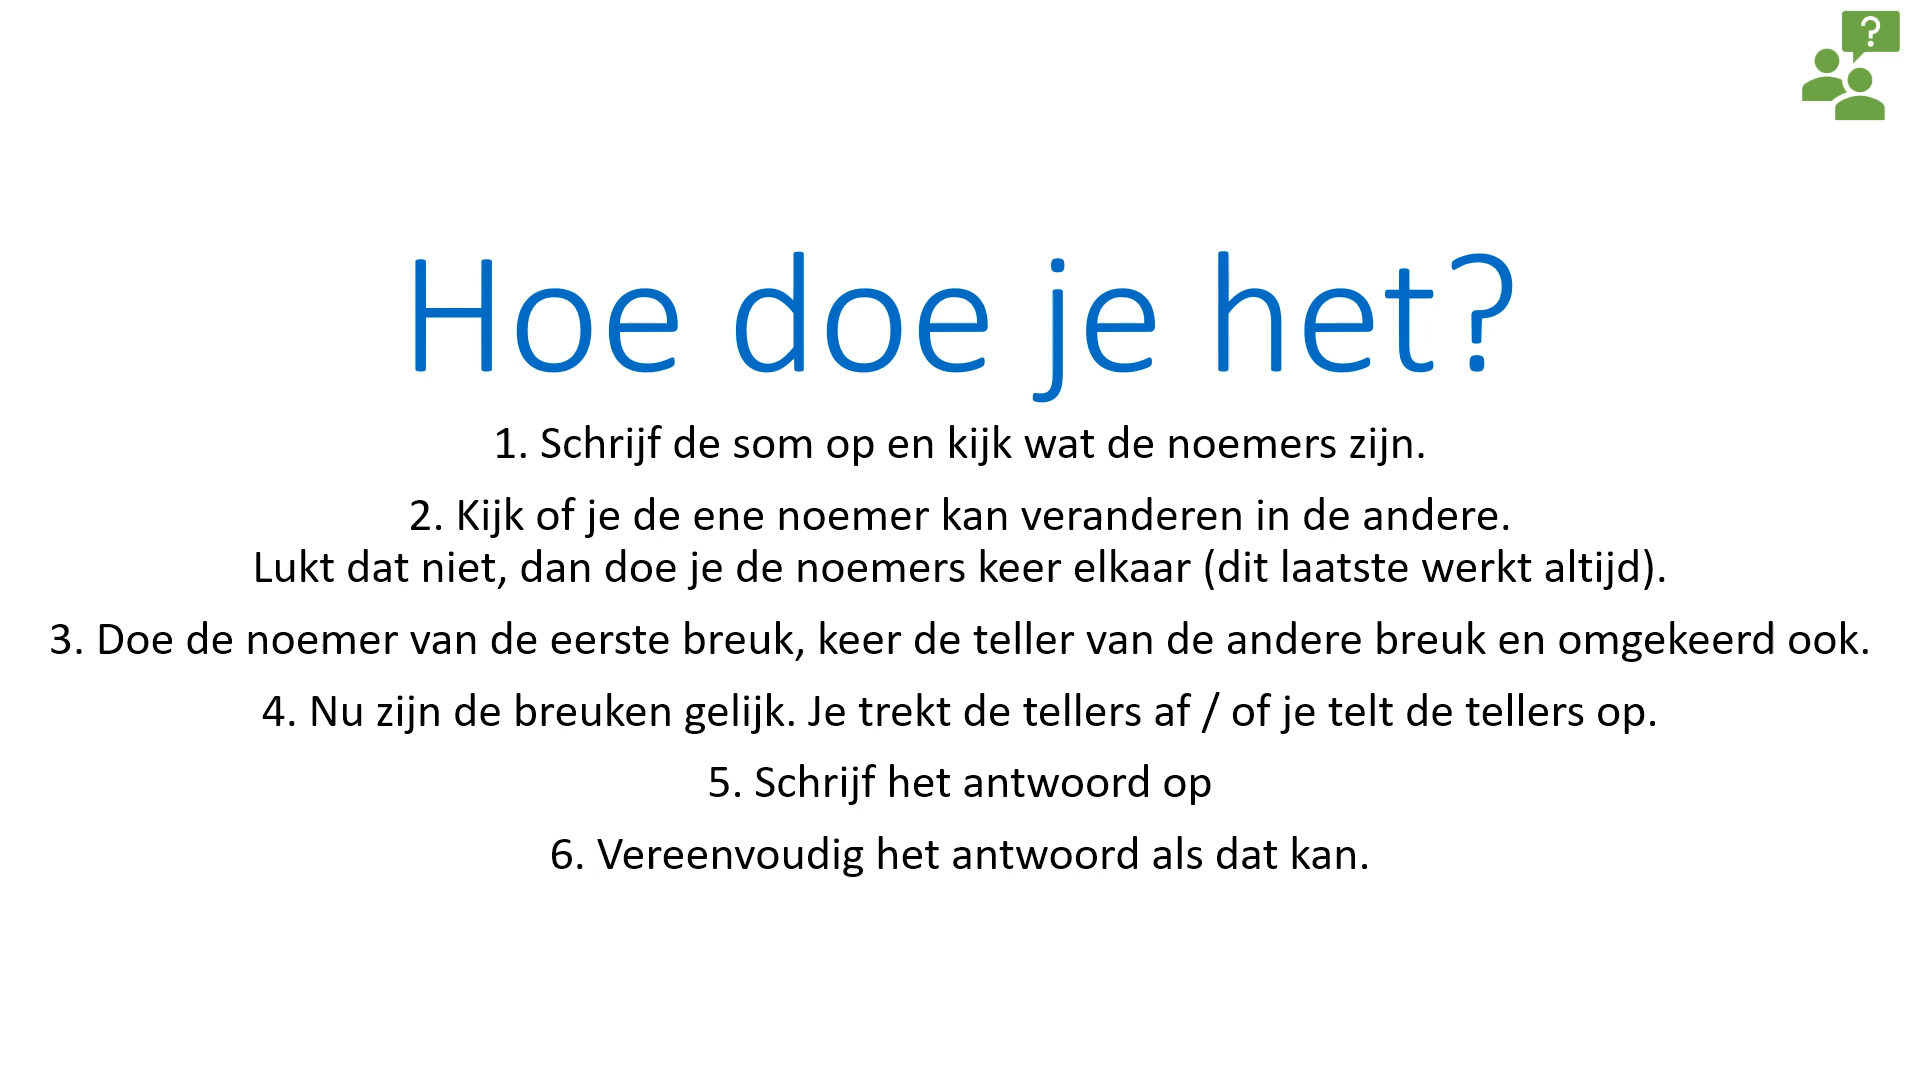 ?
Hoe doe je het?
1. Schrijf de som op en kijk wat de noemers zijn.
2. Kijk of je de ene noemer kan veranderen in de andere.
Lukt dat niet, dan doe je de noemers keer elkaar (dit laatste werkt altijd).
3. Doe de noemer van de eerste breuk, keer de teller van de andere breuk en omgekeerd ook.
4. Nu zijn de breuken gelijk. Je trekt de tellers af / of je telt de tellers op.
5. Schrijf het antwoord op
6. Vereenvoudig het antwoord als dat kan.